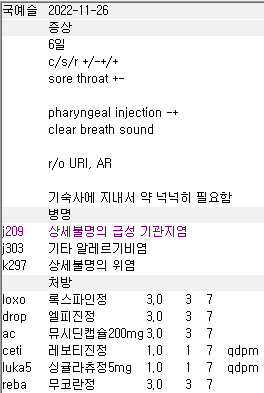 국예슬 2022-11-26
증상
6일
c/s/r +/-+/+
sore throat +-
pharyngeal injection -+
clear breath sound
r/o URI, AR
기숙사에 지내서 약 넉넉히 필요함
병명
j209 상세불명의 급성 기관지염
j303 기타 알레르기비염
k297 상세불명의 위염
처방
loxo 록스파인정 3,0 3 7
drop 엘피진정 3,0 3 7
ac 뮤시딘캡슐200mg 3,0 3 7
ceti 레보티진정 1,0 1 7 qdpm
luka5 싱귤라츄정5mg 1,0 1 7 qdpm
reba 무코란정 3,0 3 7